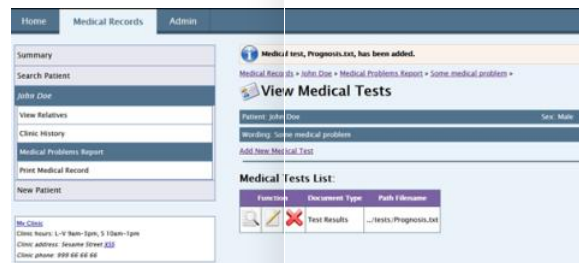 Home Medical Records Admin
Summary
Search Patient
John Doe
View Relatives
Clinic History
Medical Problems Report
Print Medical Record
New Patient
My Clinic
Clinic hours: L-V 9am-5pm, S 10am-1pm
Clinic address: Sesame Street XSS
Clinic phone: 999 66 66 66
Medical test, Prognosis.txt, has been added.
Medical Records » John Doe » Medical Problems Report » Some medical problem »
View Medical Tests
Patient: John Doe Sex: Male
Wording: Some medical problem
Add New Medical Test
Medical Tests List:
Function Document Type Path Filename
Test Results .../tests/Prognosis.txt